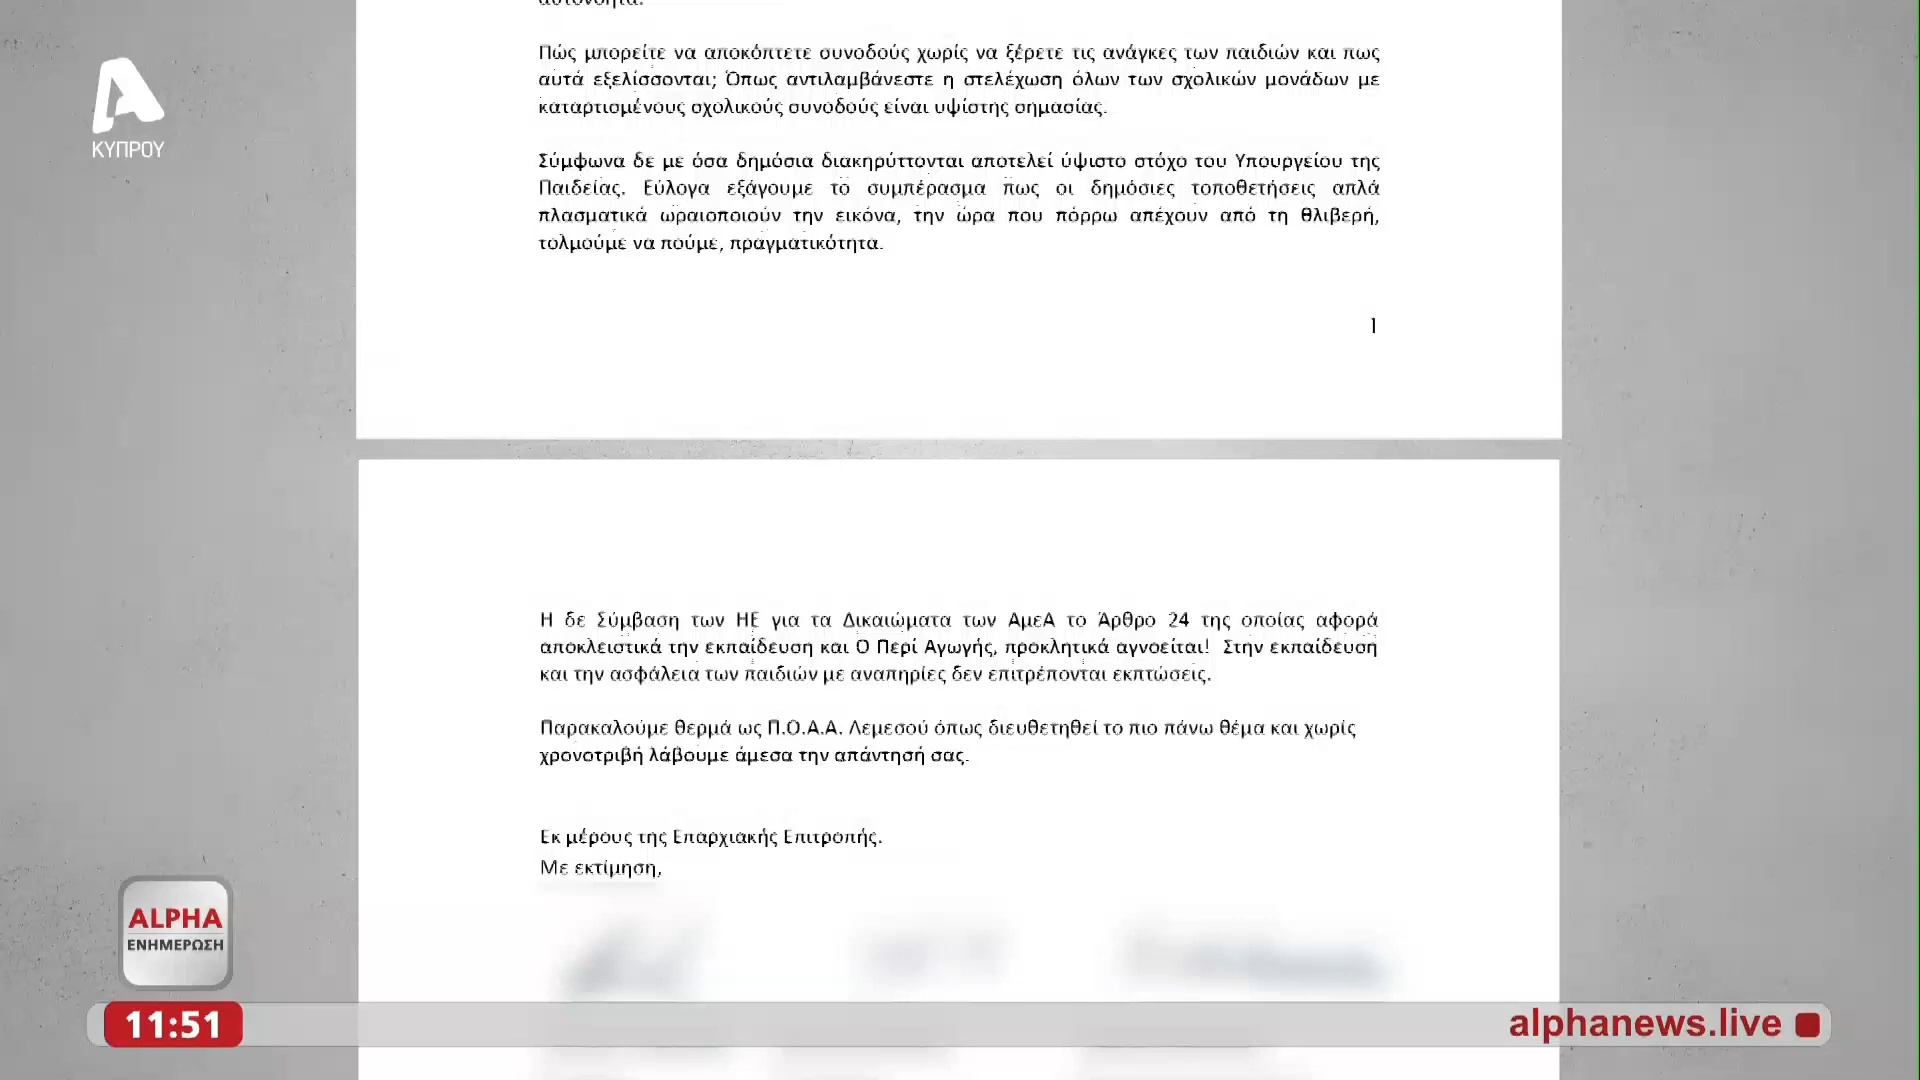 Πώς μπορείτε να αποκόπτετε συνοδούς χωρίς να ξέρετε τις ανάγκες των παιδιών και πως
αυτά εξελίσσονται; Όπως αντιλαμβάνεστε η στελέχωση όλων των σχολικών μονάδων με
καταρτισμένους σχολικούς συνοδούς είναι υψίστης σημασίας.
Σύμφωνα δε με όσα δημόσια διακηρύττονται αποτελεί ύψιστο στόχο του Υπουργείου της
Παιδείας. Εύλογα εξάγουμε το συμπέρασμα πως οι δημόσιες τοποθετήσεις απλά
πλασματικά ωραιοποιούν την εικόνα, την ώρα που πόρρω απέχουν από τη θλιβερή,
τολμούμε να πούμε, πραγματικότητα.
1
Η δε Σύμβαση των ΗΕ για τα Δικαιώματα των ΑμεΑ το Άρθρο 24 της οποίας αφορά
αποκλειστικά την εκπαίδευση και Ο Περί Αγωγής, προκλητικά αγνοείται! Στην εκπαίδευση
και την ασφάλεια των παιδιών με αναπηρίες δεν επιτρέπονται εκπτώσεις.
Παρακαλούμε θερμά ως Π.Ο.Α.Α. Λεμεσού όπως διευθετηθεί το πιο πάνω θέμα και χωρίς
χρονοτριβή λάβουμε άμεσα την απάντησή σας.
Εκ μέρους της Επαρχιακής Επιτροπής.
Με εκτίμηση,
ΚΥΠΡΟΥ
ALPHA
ΕΝΗΜΕΡΩΣΗ
11:51
alphanews.live